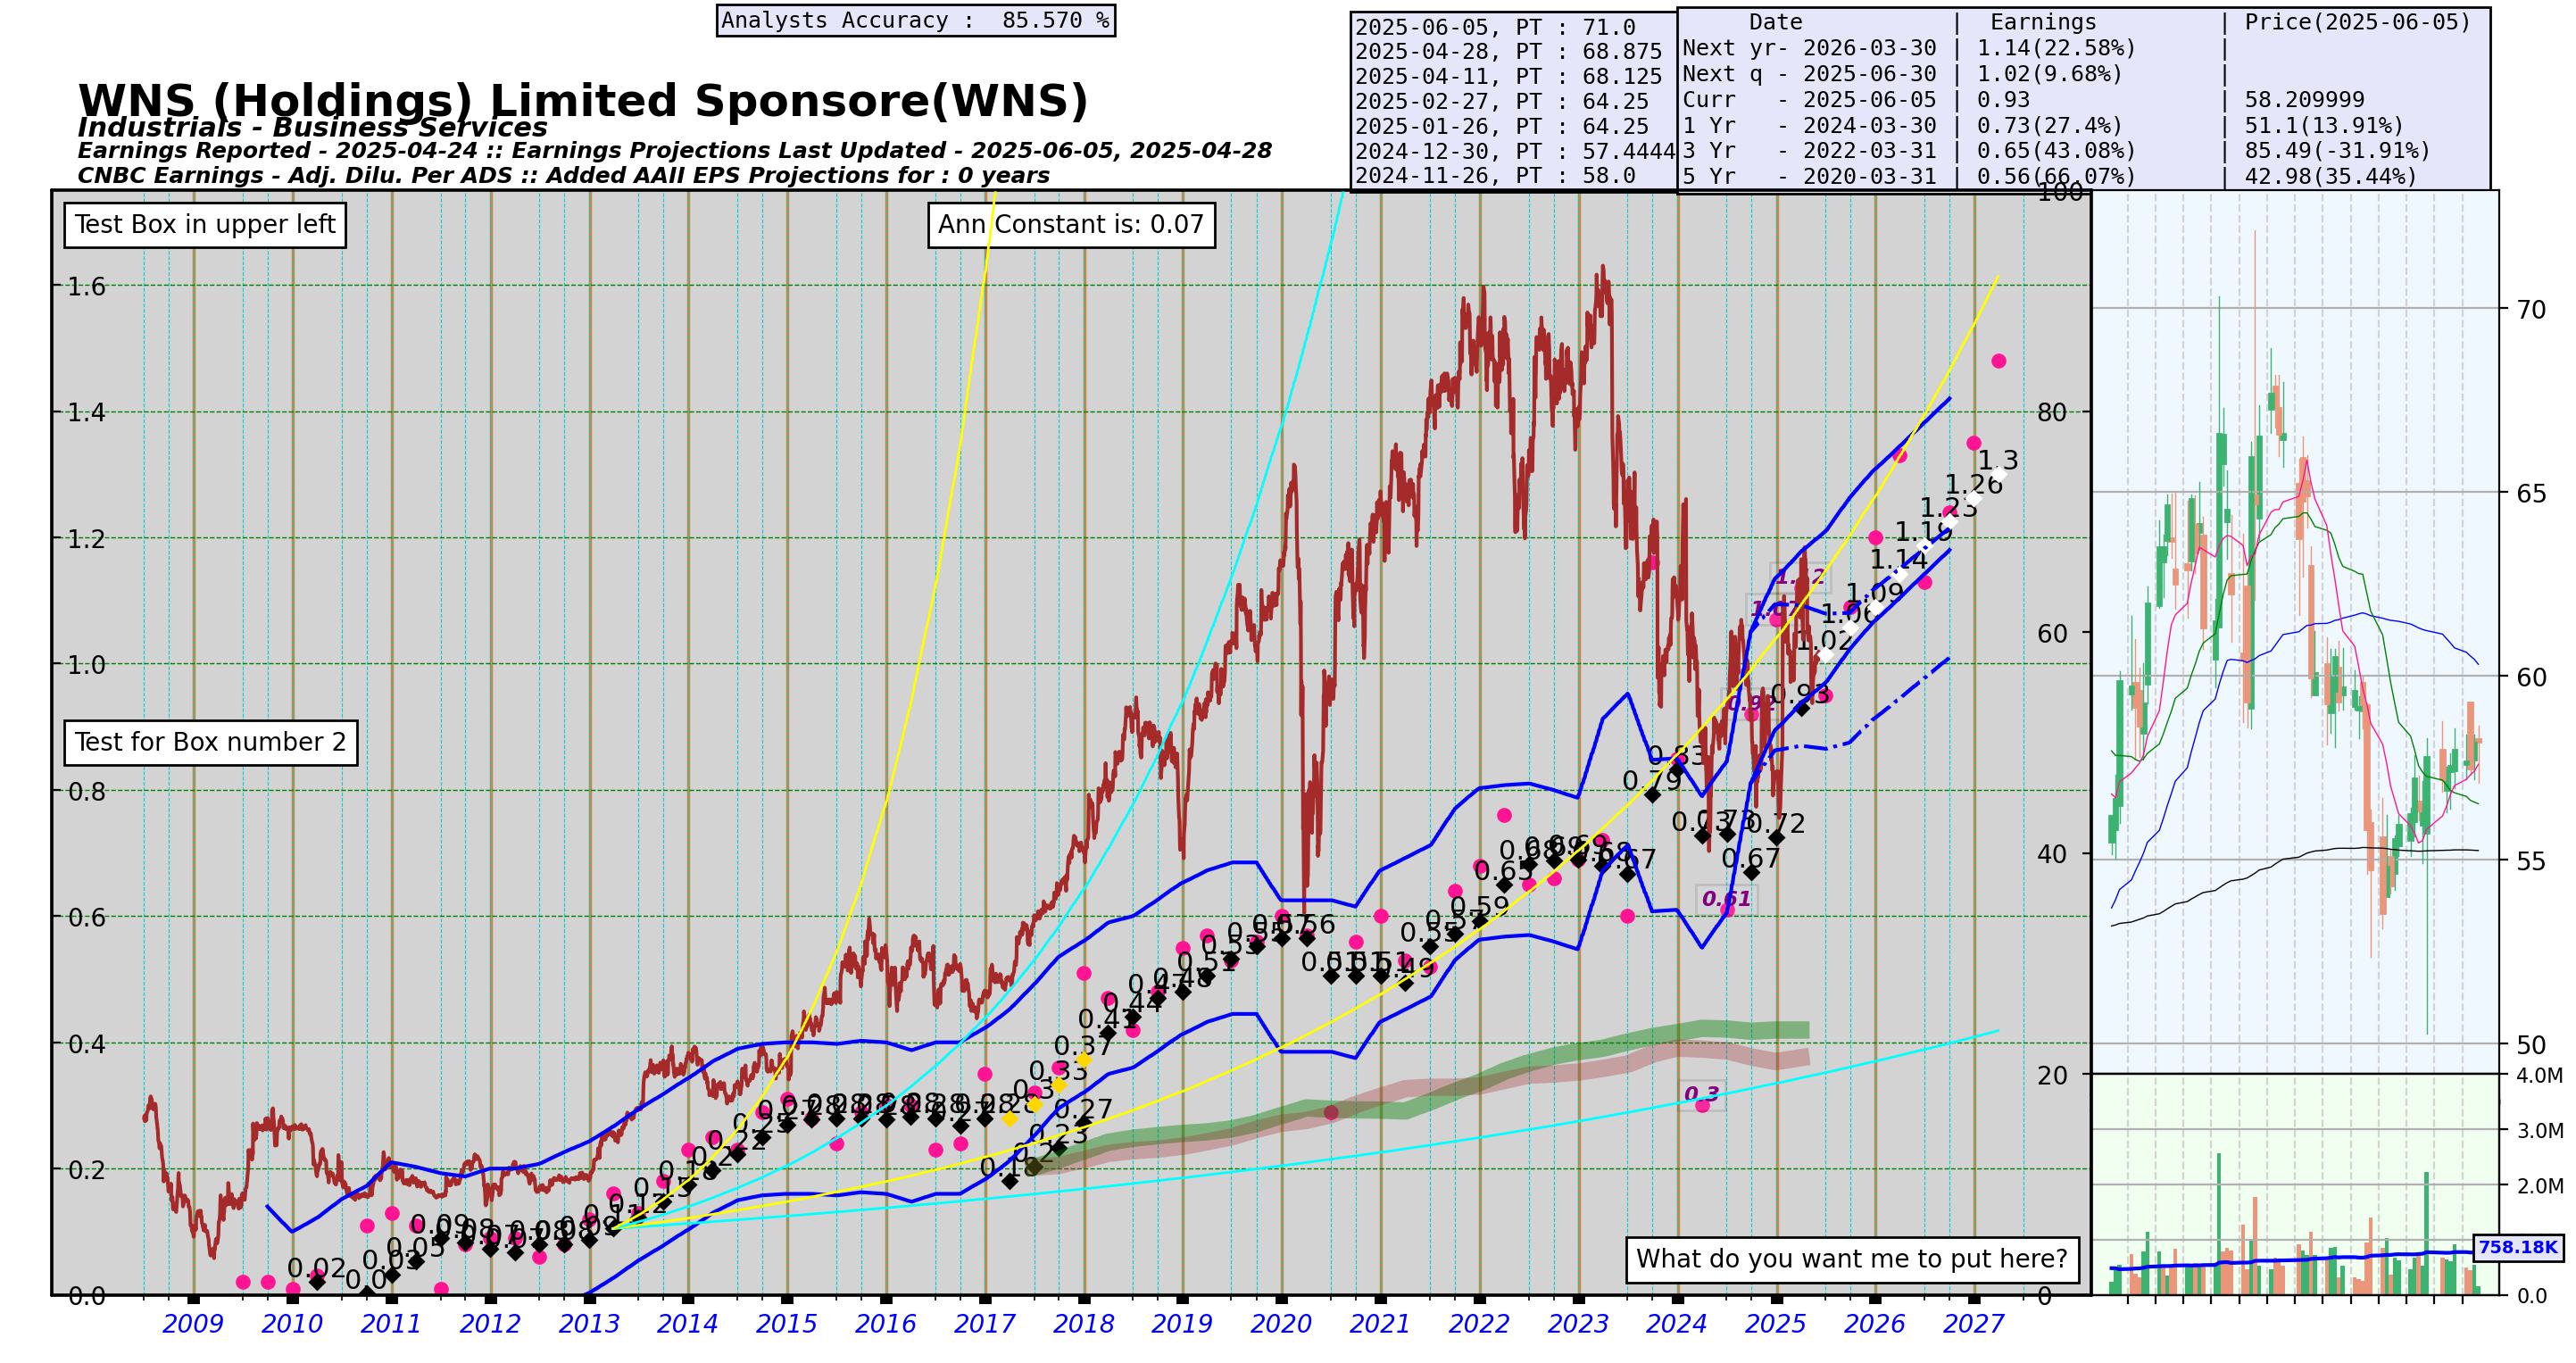 Analysts Accuracy :  85.570 %
WNS (Holdings) Limited Sponsore(WNS)
Industrials - Business Services
Earnings Reported - 2025-04-24 :: Earnings Projections Last Updated - 2025-06-05, 2025-04-28
CNBC Earnings - Adj. Dilu. Per ADS :: Added AAII EPS Projections for : 0 years
2025-06-05, PT : 71.0
2025-04-28, PT : 68.875
2025-04-11, PT : 68.125
2025-02-27, PT : 64.25
2025-01-26, PT : 64.25
2024-12-30, PT : 57.4444
2024-11-26, PT : 58.0
Date | Earnings | Price(2025-06-05)
Next yr- 2026-03-30 | 1.14(22.58%) |
Next q - 2025-06-30 | 1.02(9.68%) |
Curr - 2025-06-05 | 0.93 | 58.209999
1 Yr - 2024-03-30 | 0.73(27.4%) | 51.1(13.91%)
3 Yr - 2022-03-31 | 0.65(43.08%) | 85.49(-31.91%)
5 Yr - 2020-03-31 | 0.56(66.07%) | 42.98(35.44%)
Test Box in upper left
Ann Constant is: 0.07
Test for Box number 2
What do you want me to put here?
1.6
1.4
1.2
1.0
0.8
0.6
0.4
0.2
0.0
100
80
60
40
20
0
70
65
60
55
50
4.0M
3.0M
2.0M
758.18K
0.0
1.3
1.26
1.23
1.19
1.14
1.09
1.06
1.02
0.93
0.92
0.83
0.79
0.73
0.72
0.67
0.61
0.3
0.65
0.59
0.49
0.56
0.53
0.51
0.48
0.44
0.37
0.33
0.27
0.23
0.02
0.0
0.03
0.05
0.09
2009 2010 2011 2012 2013 2014 2015 2016 2017 2018 2019 2020 2021 2022 2023 2024 2025 2026 2027